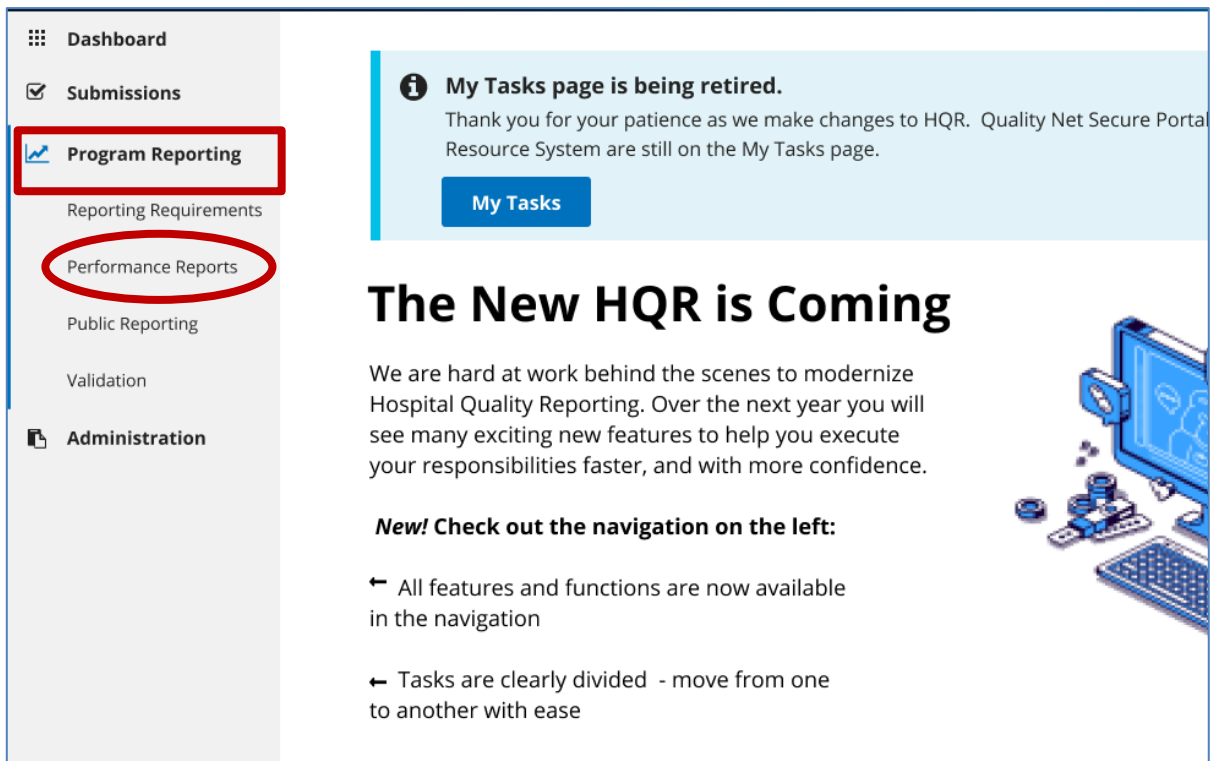 Dashboard
Submissions
Program Reporting
Reporting Requirements
Performance Reports
Public Reporting
Validation
Administration
My Tasks page is being retired.
Thank you for your patience as we make changes to HQR.  Quality Net Secure Portal
Resource System are still on the My Tasks page.
My Tasks
The New HQR is Coming
We are hard at work behind the scenes to modernize
Hospital Quality Reporting. Over the next year you will
see many exciting new features to help you execute
your responsibilities faster, and with more confidence.
New! Check out the navigation on the left:
← All features and functions are now available
in the navigation
← Tasks are clearly divided  - move from one
to another with ease